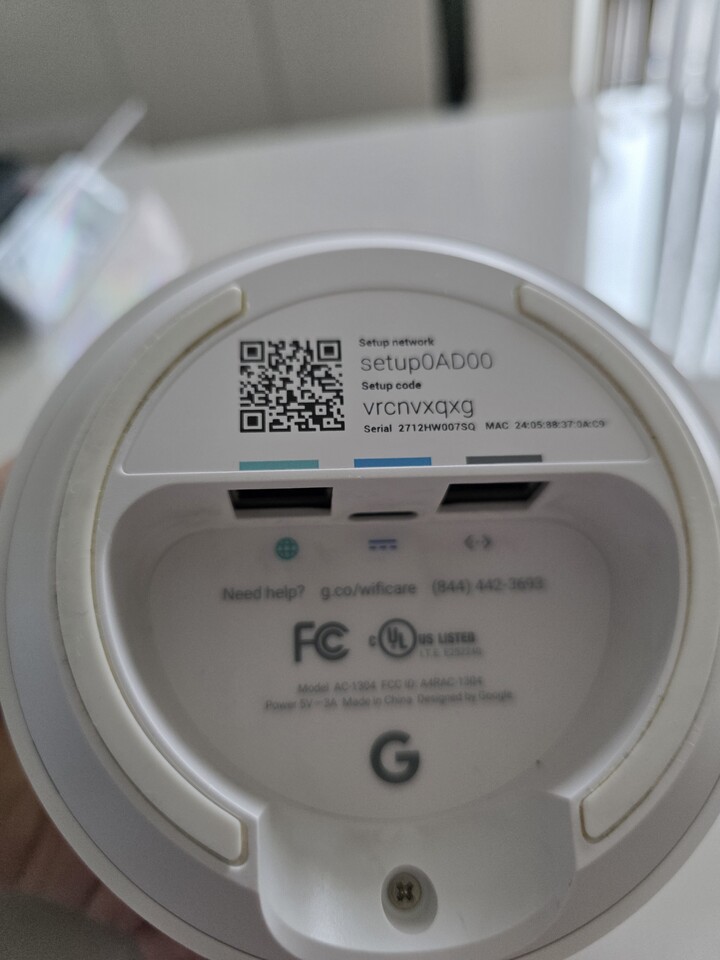 Setup network
setup0AD00
Setup code
vrcnvxqxg
Serial 2712HW007SQ MAC 24:05:88:37:0A:C9
Need help? g.co/wificare (844) 442-3693
FC
C UL US LISTED
I.T.E.
Model AC-1304 FCC ID: A4RAC-1304
Power 5V⎓3A Made in China Designed by Google
G